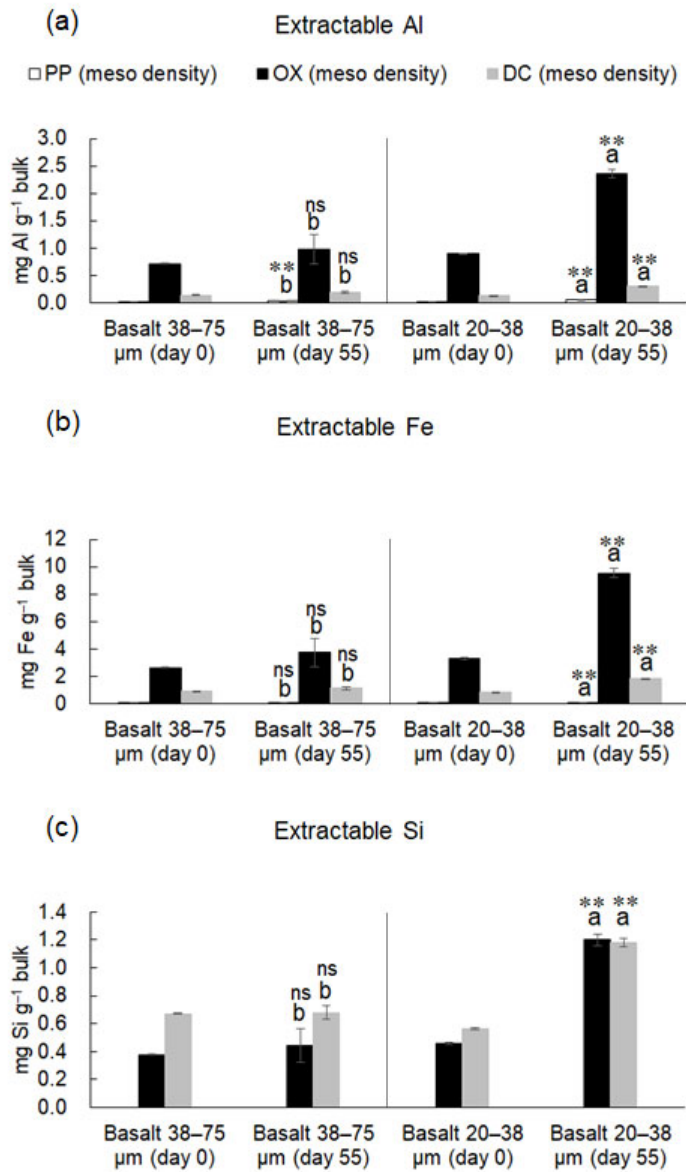 (a)
Extractable Al
PP (meso density) OX (meso density) DC (meso density)
3.0
2.5
2.0
1.5
1.0
0.5
0.0
mg Al g⁻¹ bulk
** b
ns b
ns b
** a
** a
** a
Basalt 38–75 Basalt 38–75 Basalt 20–38 Basalt 20–38
µm (day 0) µm (day 55) µm (day 0) µm (day 55)
(b)
Extractable Fe
12
10
8
6
4
2
0
mg Fe g⁻¹ bulk
ns b
ns b
ns b
** a
** a
** a
Basalt 38–75 Basalt 38–75 Basalt 20–38 Basalt 20–38
µm (day 0) µm (day 55) µm (day 0) µm (day 55)
(c)
Extractable Si
1.4
1.2
1.0
0.8
0.6
0.4
0.2
0.0
mg Si g⁻¹ bulk
ns b
ns b
** a
** a
Basalt 38–75 Basalt 38–75 Basalt 20–38 Basalt 20–38
µm (day 0) µm (day 55) µm (day 0) µm (day 55)